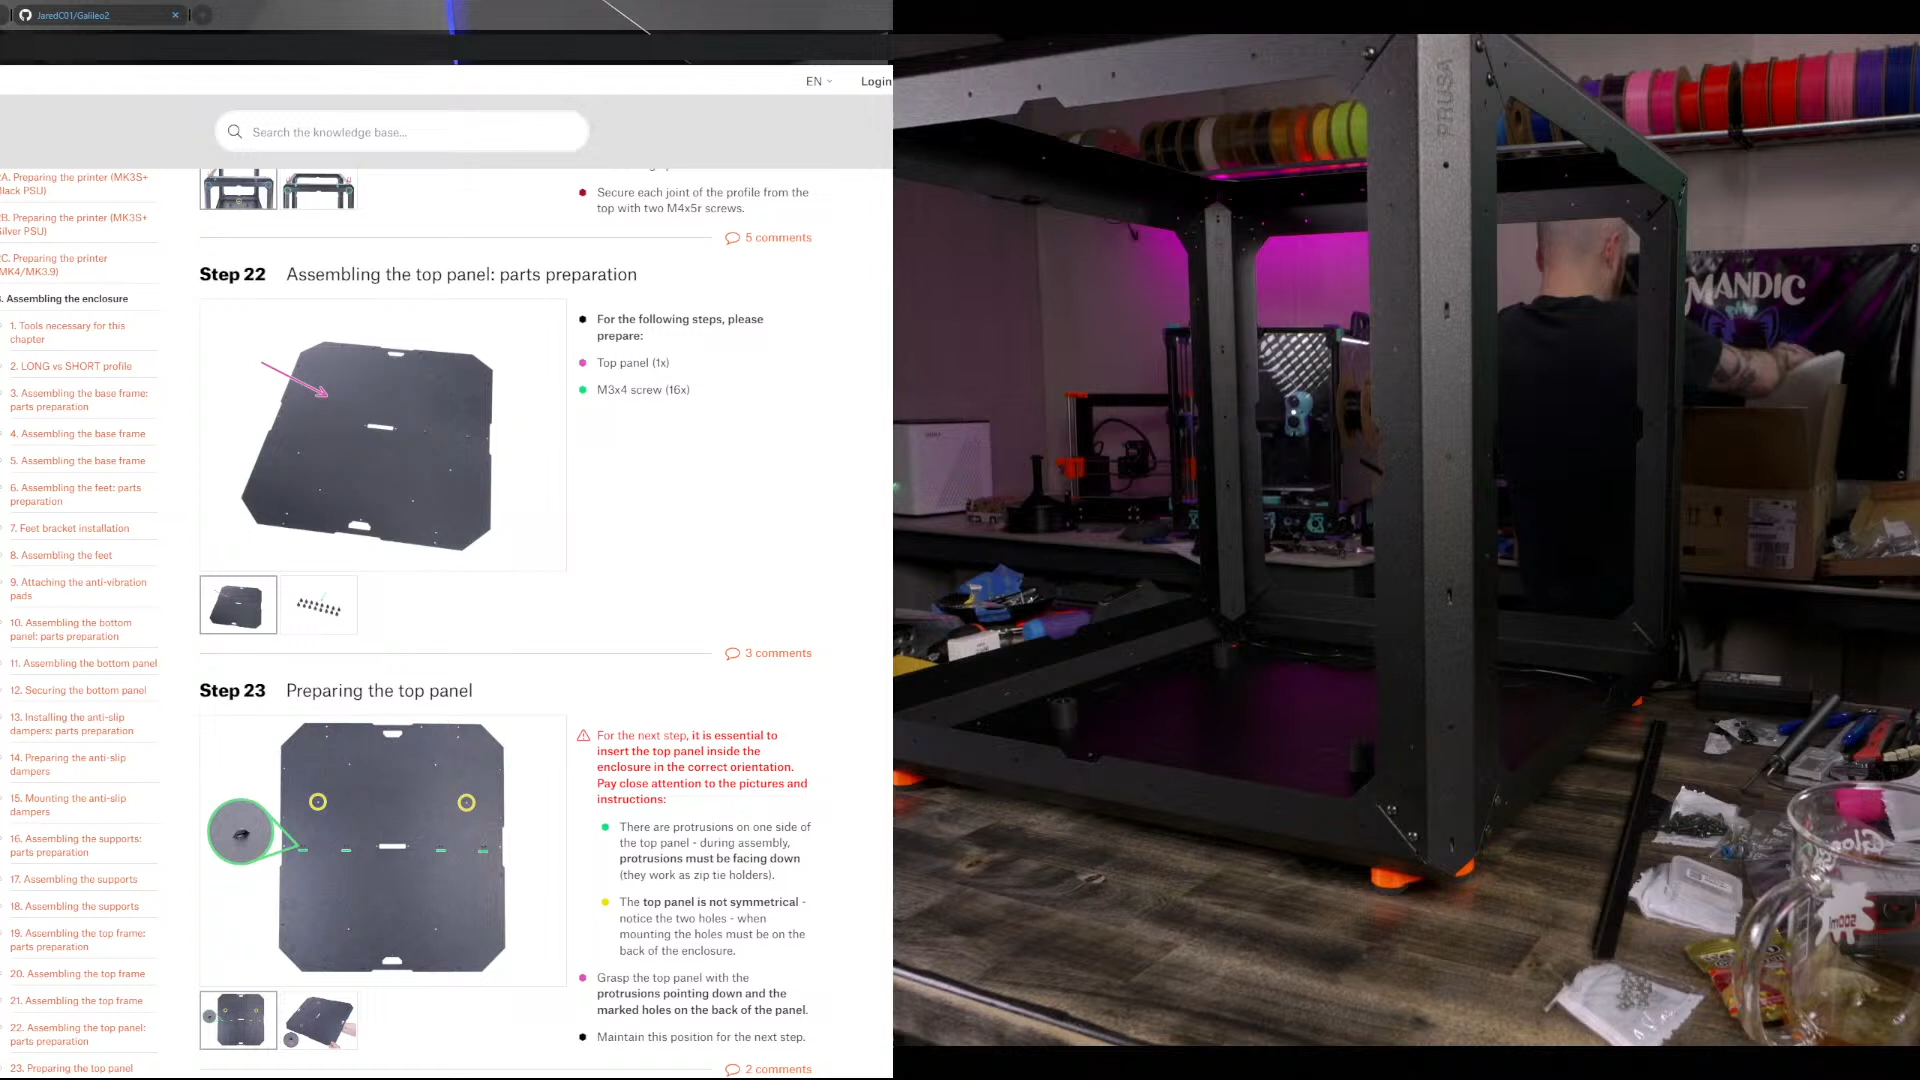 JaredC01/Galileo2
EN
Login
Search the knowledge base...
A. Preparing the printer (MK3S+
lack PSU)
B. Preparing the printer (MK3S+
ilver PSU)
C. Preparing the printer
MK4/MK3.9)
. Assembling the enclosure
1. Tools necessary for this
chapter
2. LONG vs SHORT profile
3. Assembling the base frame:
parts preparation
4. Assembling the base frame
5. Assembling the base frame
6. Assembling the feet: parts
preparation
7. Feet bracket installation
8. Assembling the feet
9. Attaching the anti-vibration
pads
10. Assembling the bottom
panel: parts preparation
11. Assembling the bottom panel
12. Securing the bottom panel
13. Installing the anti-slip
dampers: parts preparation
14. Preparing the anti-slip
dampers
15. Mounting the anti-slip
dampers
16. Assembling the supports:
parts preparation
17. Assembling the supports
18. Assembling the supports
19. Assembling the top frame:
parts preparation
20. Assembling the top frame
21. Assembling the top frame
22. Assembling the top panel:
parts preparation
23. Preparing the top panel
Secure each joint of the profile from the
top with two M4x5r screws.
5 comments
Step 22 Assembling the top panel: parts preparation
For the following steps, please
prepare:
Top panel (1x)
M3x4 screw (16x)
3 comments
Step 23 Preparing the top panel
For the next step, it is essential to
insert the top panel inside the
enclosure in the correct orientation.
Pay close attention to the pictures and
instructions:
There are protrusions on one side of
the top panel - during assembly,
protrusions must be facing down
(they work as zip tie holders).
The top panel is not symmetrical -
notice the two holes - when
mounting the holes must be on the
back of the enclosure.
Grasp the top panel with the
protrusions pointing down and the
marked holes on the back of the panel.
Maintain this position for the next step.
2 comments
PRUSA
MANDIC
500ml